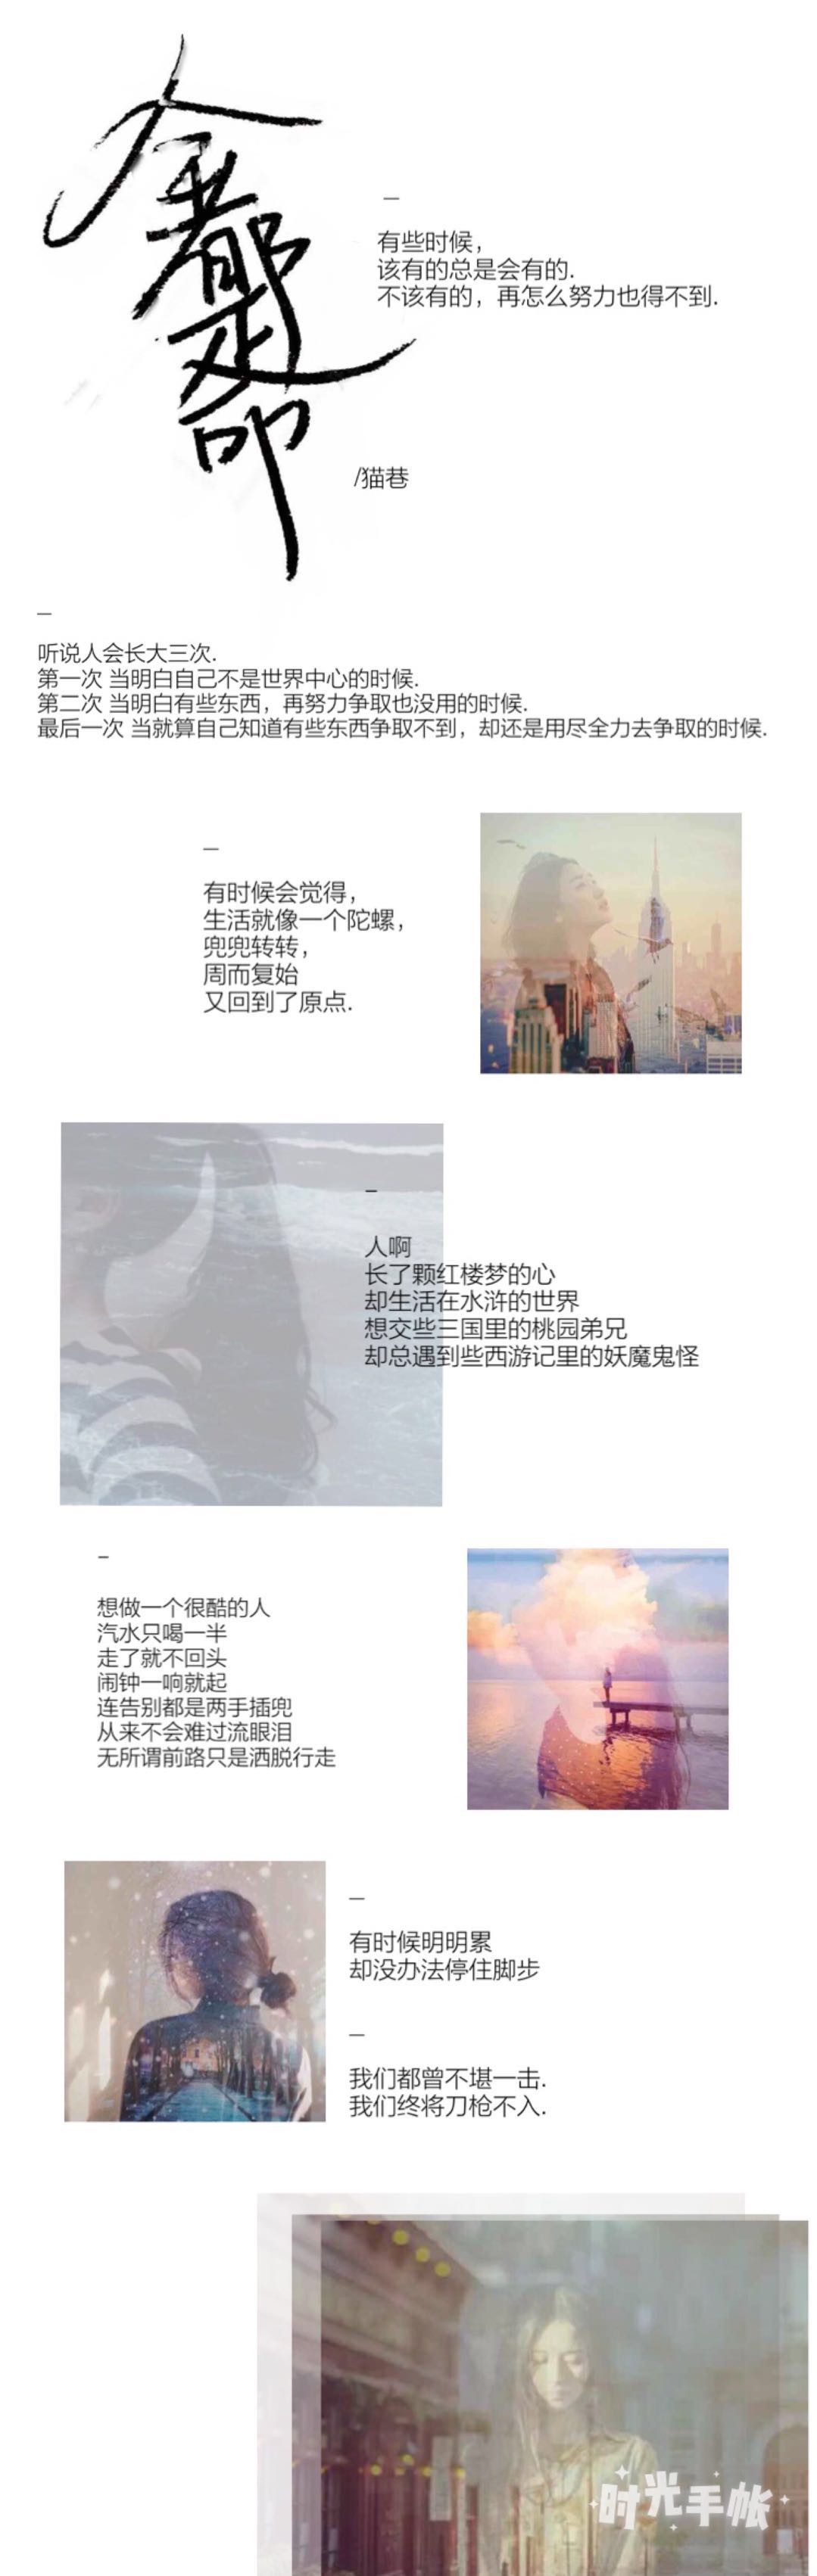 全都是命
—
有些时候，
该有的总是会有的.
不该有的，再怎么努力也得不到.
/猫巷
—
听说人会长大三次.
第一次 当明白自己不是世界中心的时候.
第二次 当明白有些东西，再努力争取也没用的时候.
最后一次 当就算自己知道有些东西争取不到，却还是用尽全力去争取的时候.
—
有时候会觉得，
生活就像一个陀螺，
兜兜转转，
周而复始
又回到了原点.
—
人啊
长了颗红楼梦的心
却生活在水浒的世界
想交些三国里的桃园弟兄
却总遇到些西游记里的妖魔鬼怪
—
想做一个很酷的人
汽水只喝一半
走了就不回头
闹钟一响就起
连告别都是两手插兜
从来不会难过流眼泪
无所谓前路只是洒脱行走
—
有时候明明累
却没办法停住脚步
—
我们都曾不堪一击.
我们终将刀枪不入.
时光手帐